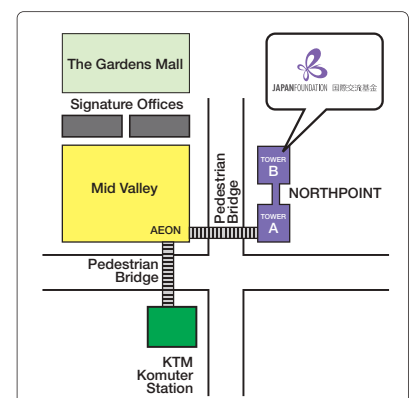 The Gardens Mall
Signature Offices
JAPANFOUNDATION 国際交流基金
Mid Valley
AEON
Pedestrian
Bridge
TOWER
B
NORTHPOINT
TOWER
A
Pedestrian
Bridge
KTM
Komuter
Station